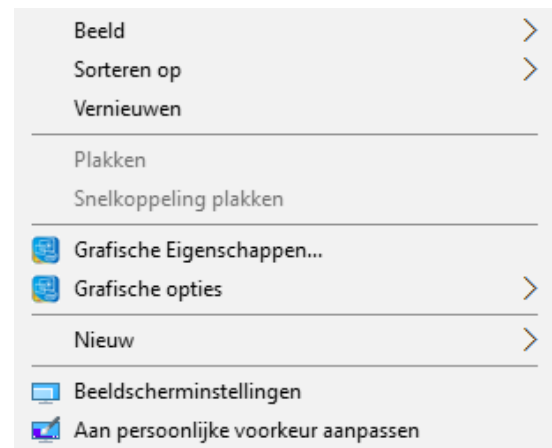 Beeld
Sorteren op
Vernieuwen
Plakken
Snelkoppeling plakken
Grafische Eigenschappen...
Grafische opties
Nieuw
Beeldscherminstellingen
Aan persoonlijke voorkeur aanpassen